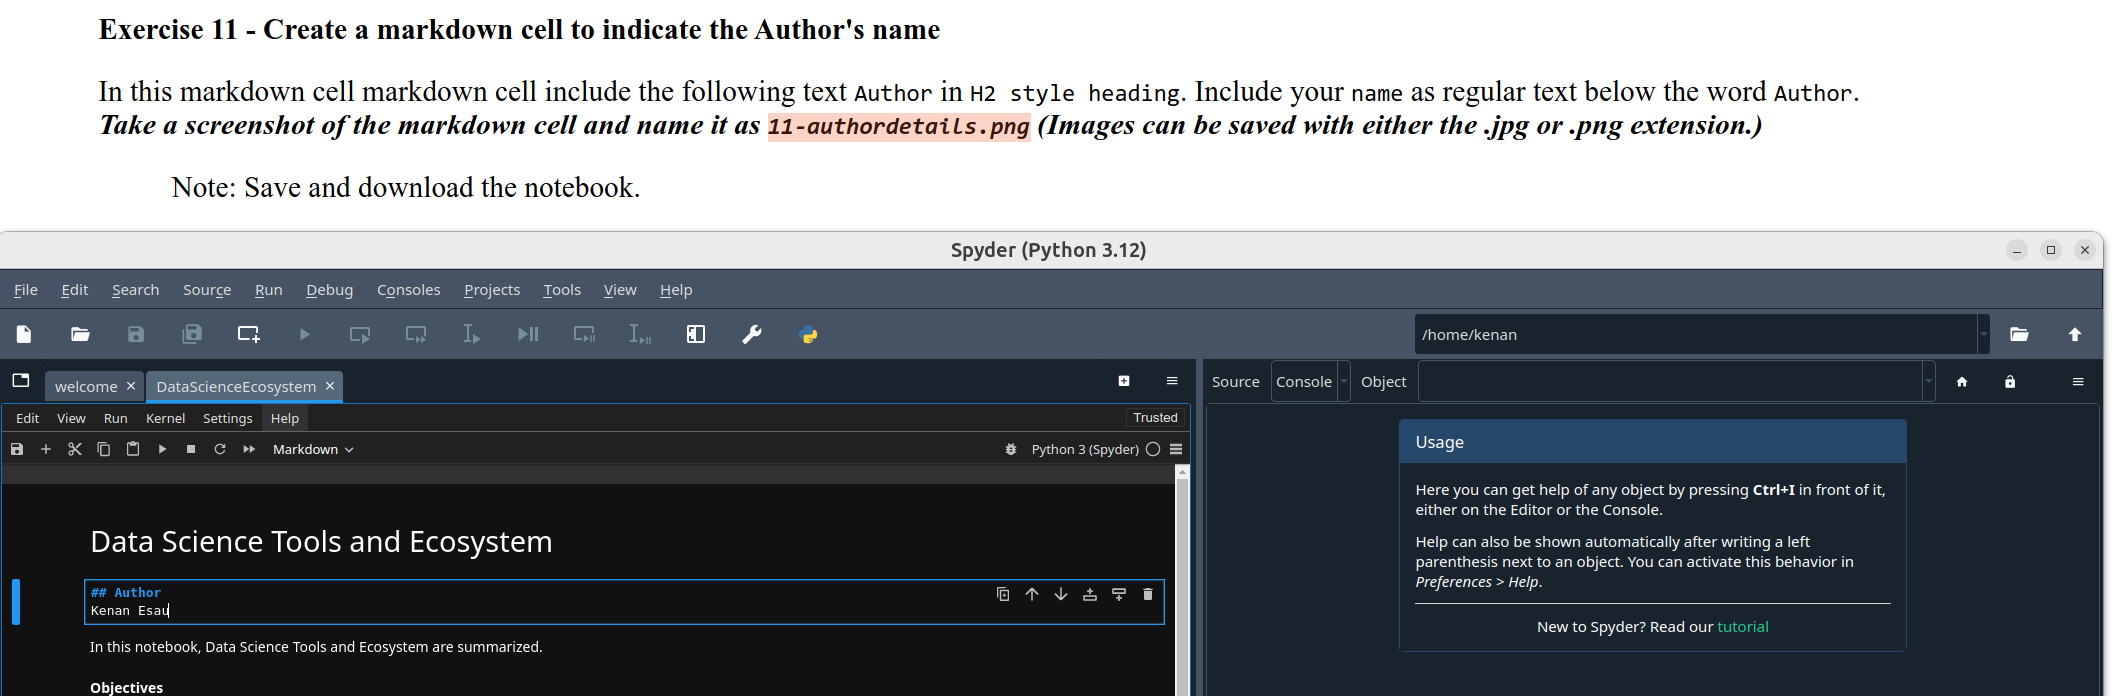 Exercise 11 - Create a markdown cell to indicate the Author's name
In this markdown cell markdown cell include the following text Author in H2 style heading. Include your name as regular text below the word Author.
Take a screenshot of the markdown cell and name it as 11-authordetails.png (Images can be saved with either the .jpg or .png extension.)
Note: Save and download the notebook.
Spyder (Python 3.12)
File Edit Search Source Run Debug Consoles Projects Tools View Help
/home/kenan
welcome DataScienceEcosystem
Source Console Object
Edit View Run Kernel Settings Help Trusted
Markdown Python 3 (Spyder)
Usage
Here you can get help of any object by pressing Ctrl+I in front of it,
either on the Editor or the Console.
Help can also be shown automatically after writing a left
parenthesis next to an object. You can activate this behavior in
Preferences > Help.
New to Spyder? Read our tutorial
Data Science Tools and Ecosystem
## Author
Kenan Esau
In this notebook, Data Science Tools and Ecosystem are summarized.
Objectives